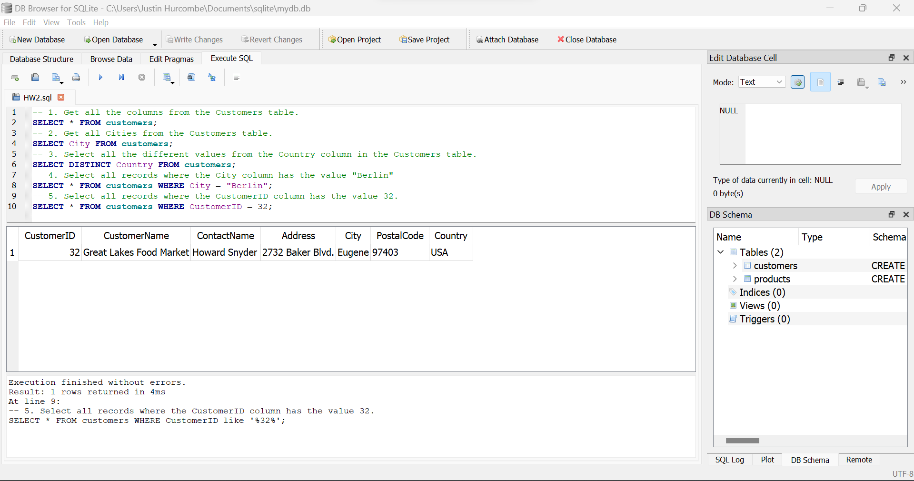 DB Browser for SQLite - C:\Users\Justin Hurcombe\Documents\sqlite\mydb.db
File Edit View Tools Help
New Database Open Database Write Changes Revert Changes Open Project Save Project Attach Database Close Database
Database Structure Browse Data Edit Pragmas Execute SQL
HW2.sql
1 -- 1. Get all the columns from the Customers table.
2 SELECT * FROM customers;
3 -- 2. Get all Cities from the Customers table.
4 SELECT City FROM customers;
5 3. Select all the different values from the Country column in the Customers table.
6 SELECT DISTINCT Country FROM customers;
7 4. Select all records where the City column has the value "Berlin"
8 SELECT * FROM customers WHERE City = "Berlin";
9 5. Select all records where the CustomerID column has the value 32.
10 SELECT * FROM customers WHERE CustomerID = 32;
CustomerID CustomerName ContactName Address City PostalCode Country
1 32 Great Lakes Food Market Howard Snyder 2732 Baker Blvd. Eugene 97403 USA
Execution finished without errors.
Result: 1 rows returned in 4ms
At line 9:
-- 5. Select all records where the CustomerID column has the value 32.
SELECT * FROM customers WHERE CustomerID like '%32%';
Edit Database Cell
Mode: Text
NULL
Type of data currently in cell: NULL
0 byte(s)
Apply
DB Schema
Name Type Schema
Tables (2)
customers CREATE
products CREATE
Indices (0)
Views (0)
Triggers (0)
SQL Log Plot DB Schema Remote
UTF-8